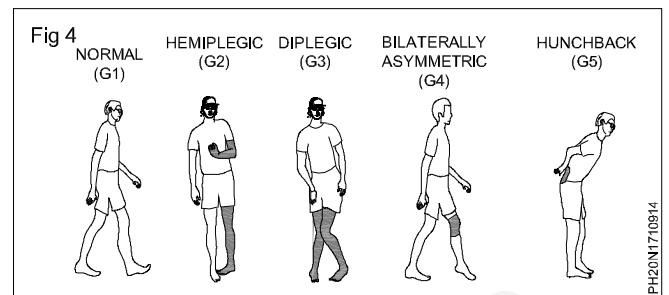 Fig 4
NORMAL
(G1)
HEMIPLEGIC
(G2)
DIPLEGIC
(G3)
BILATERALLY
ASYMMETRIC
(G4)
HUNCHBACK
(G5)
PH20N1710914